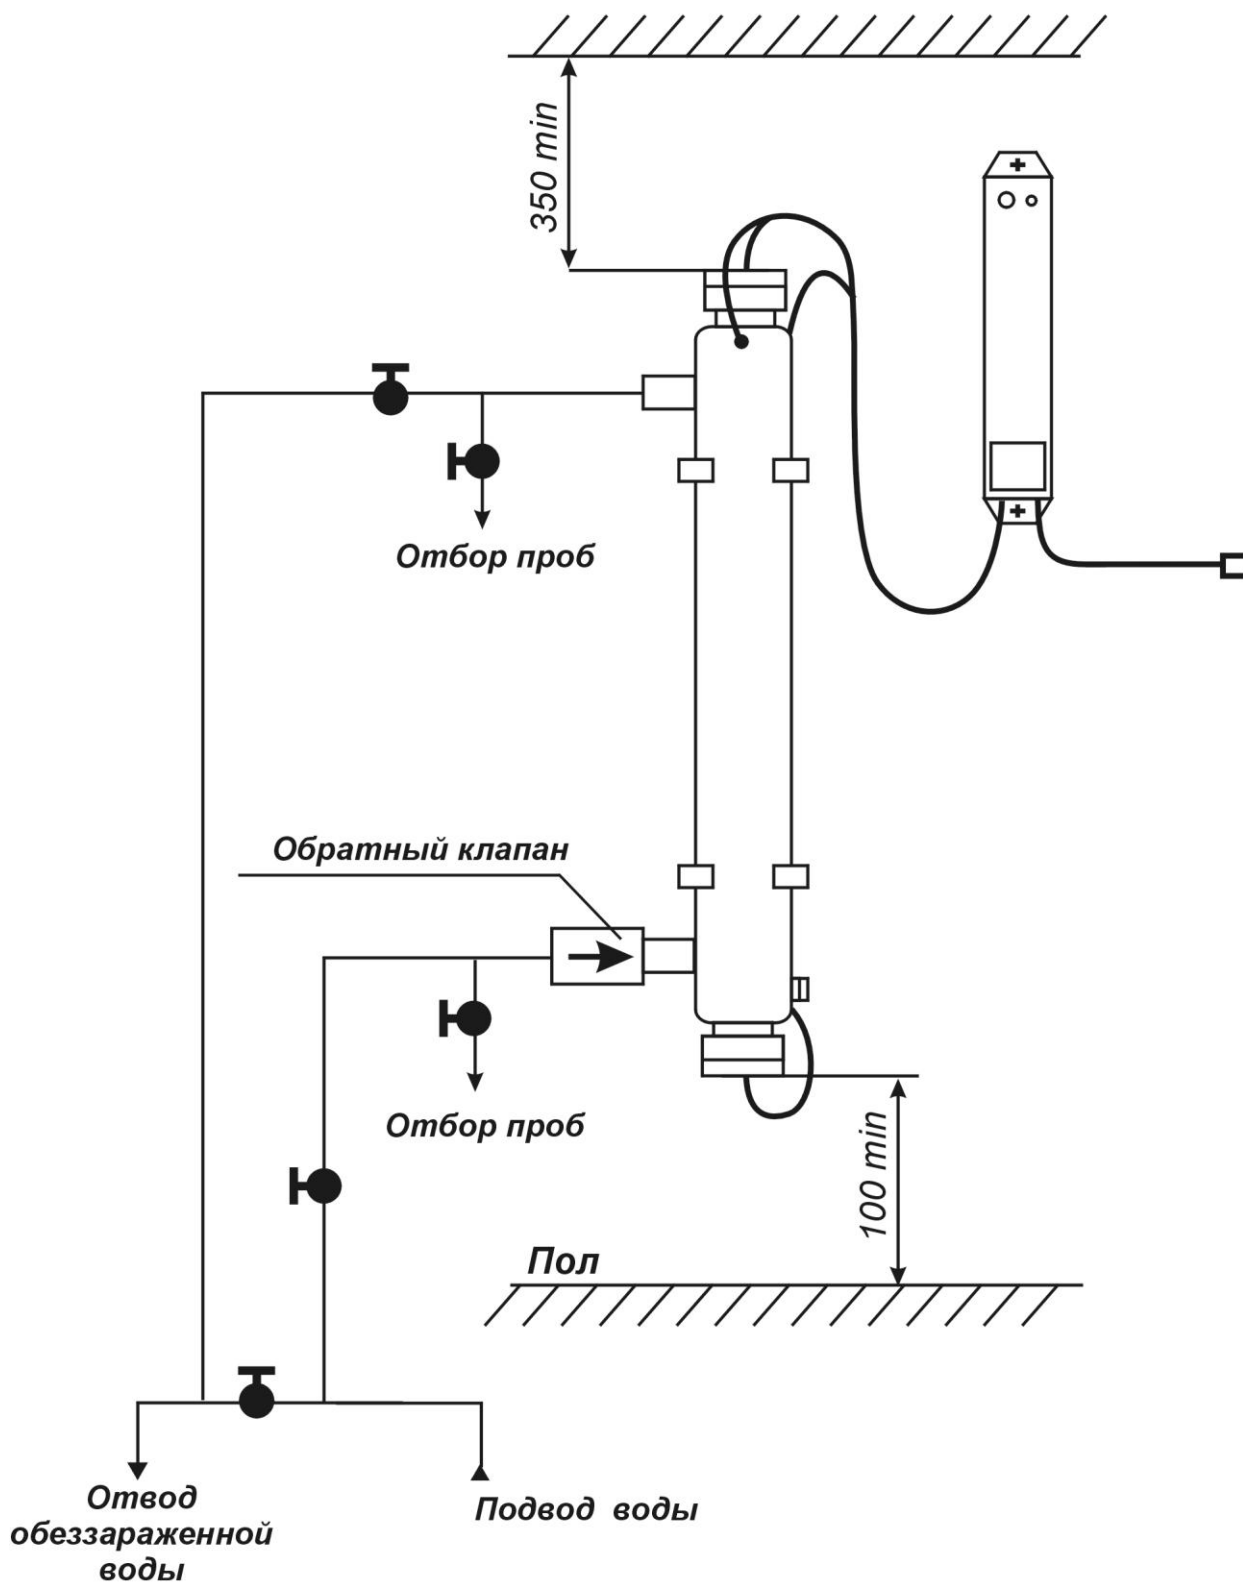 350 min
Отбор проб
Обратный клапан
Отбор проб
100 min
Пол
Отвод
обеззараженной
воды
Подвод воды